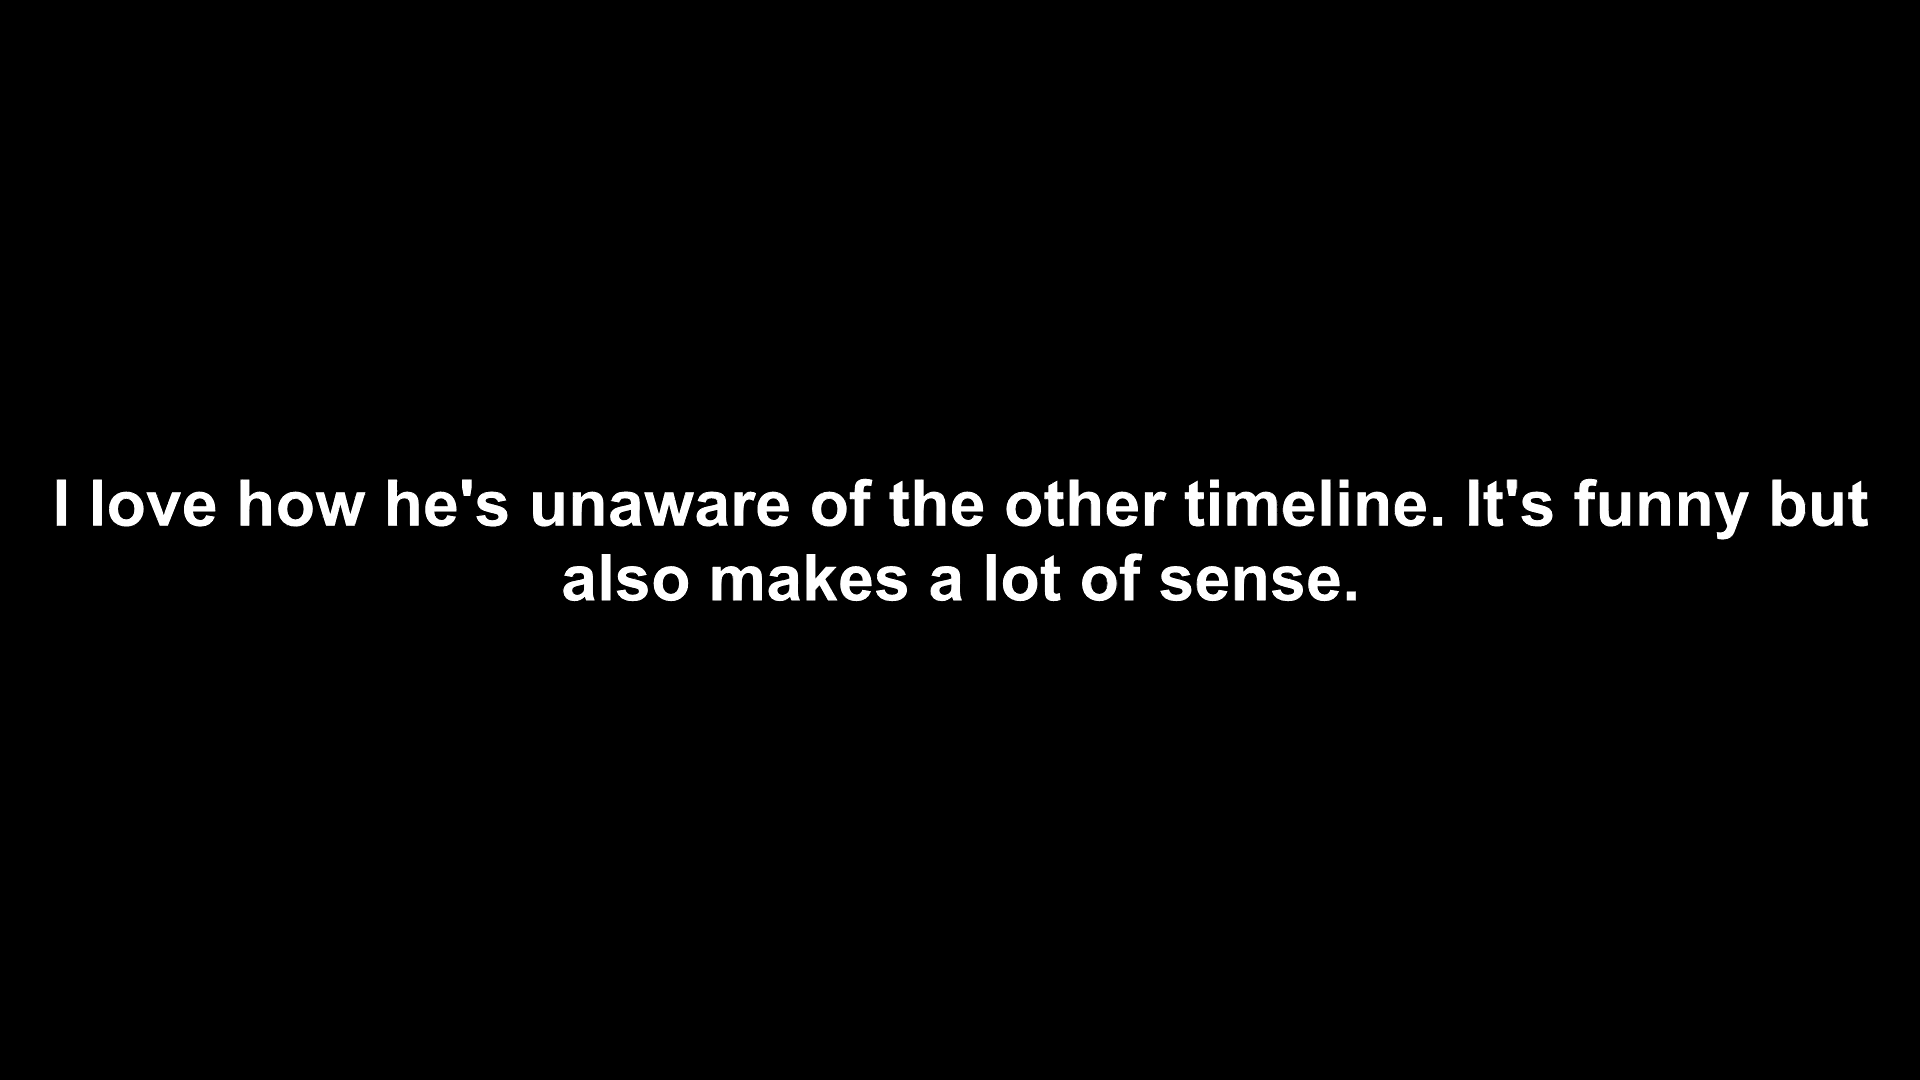 I love how he's unaware of the other timeline. It's funny but
also makes a lot of sense.